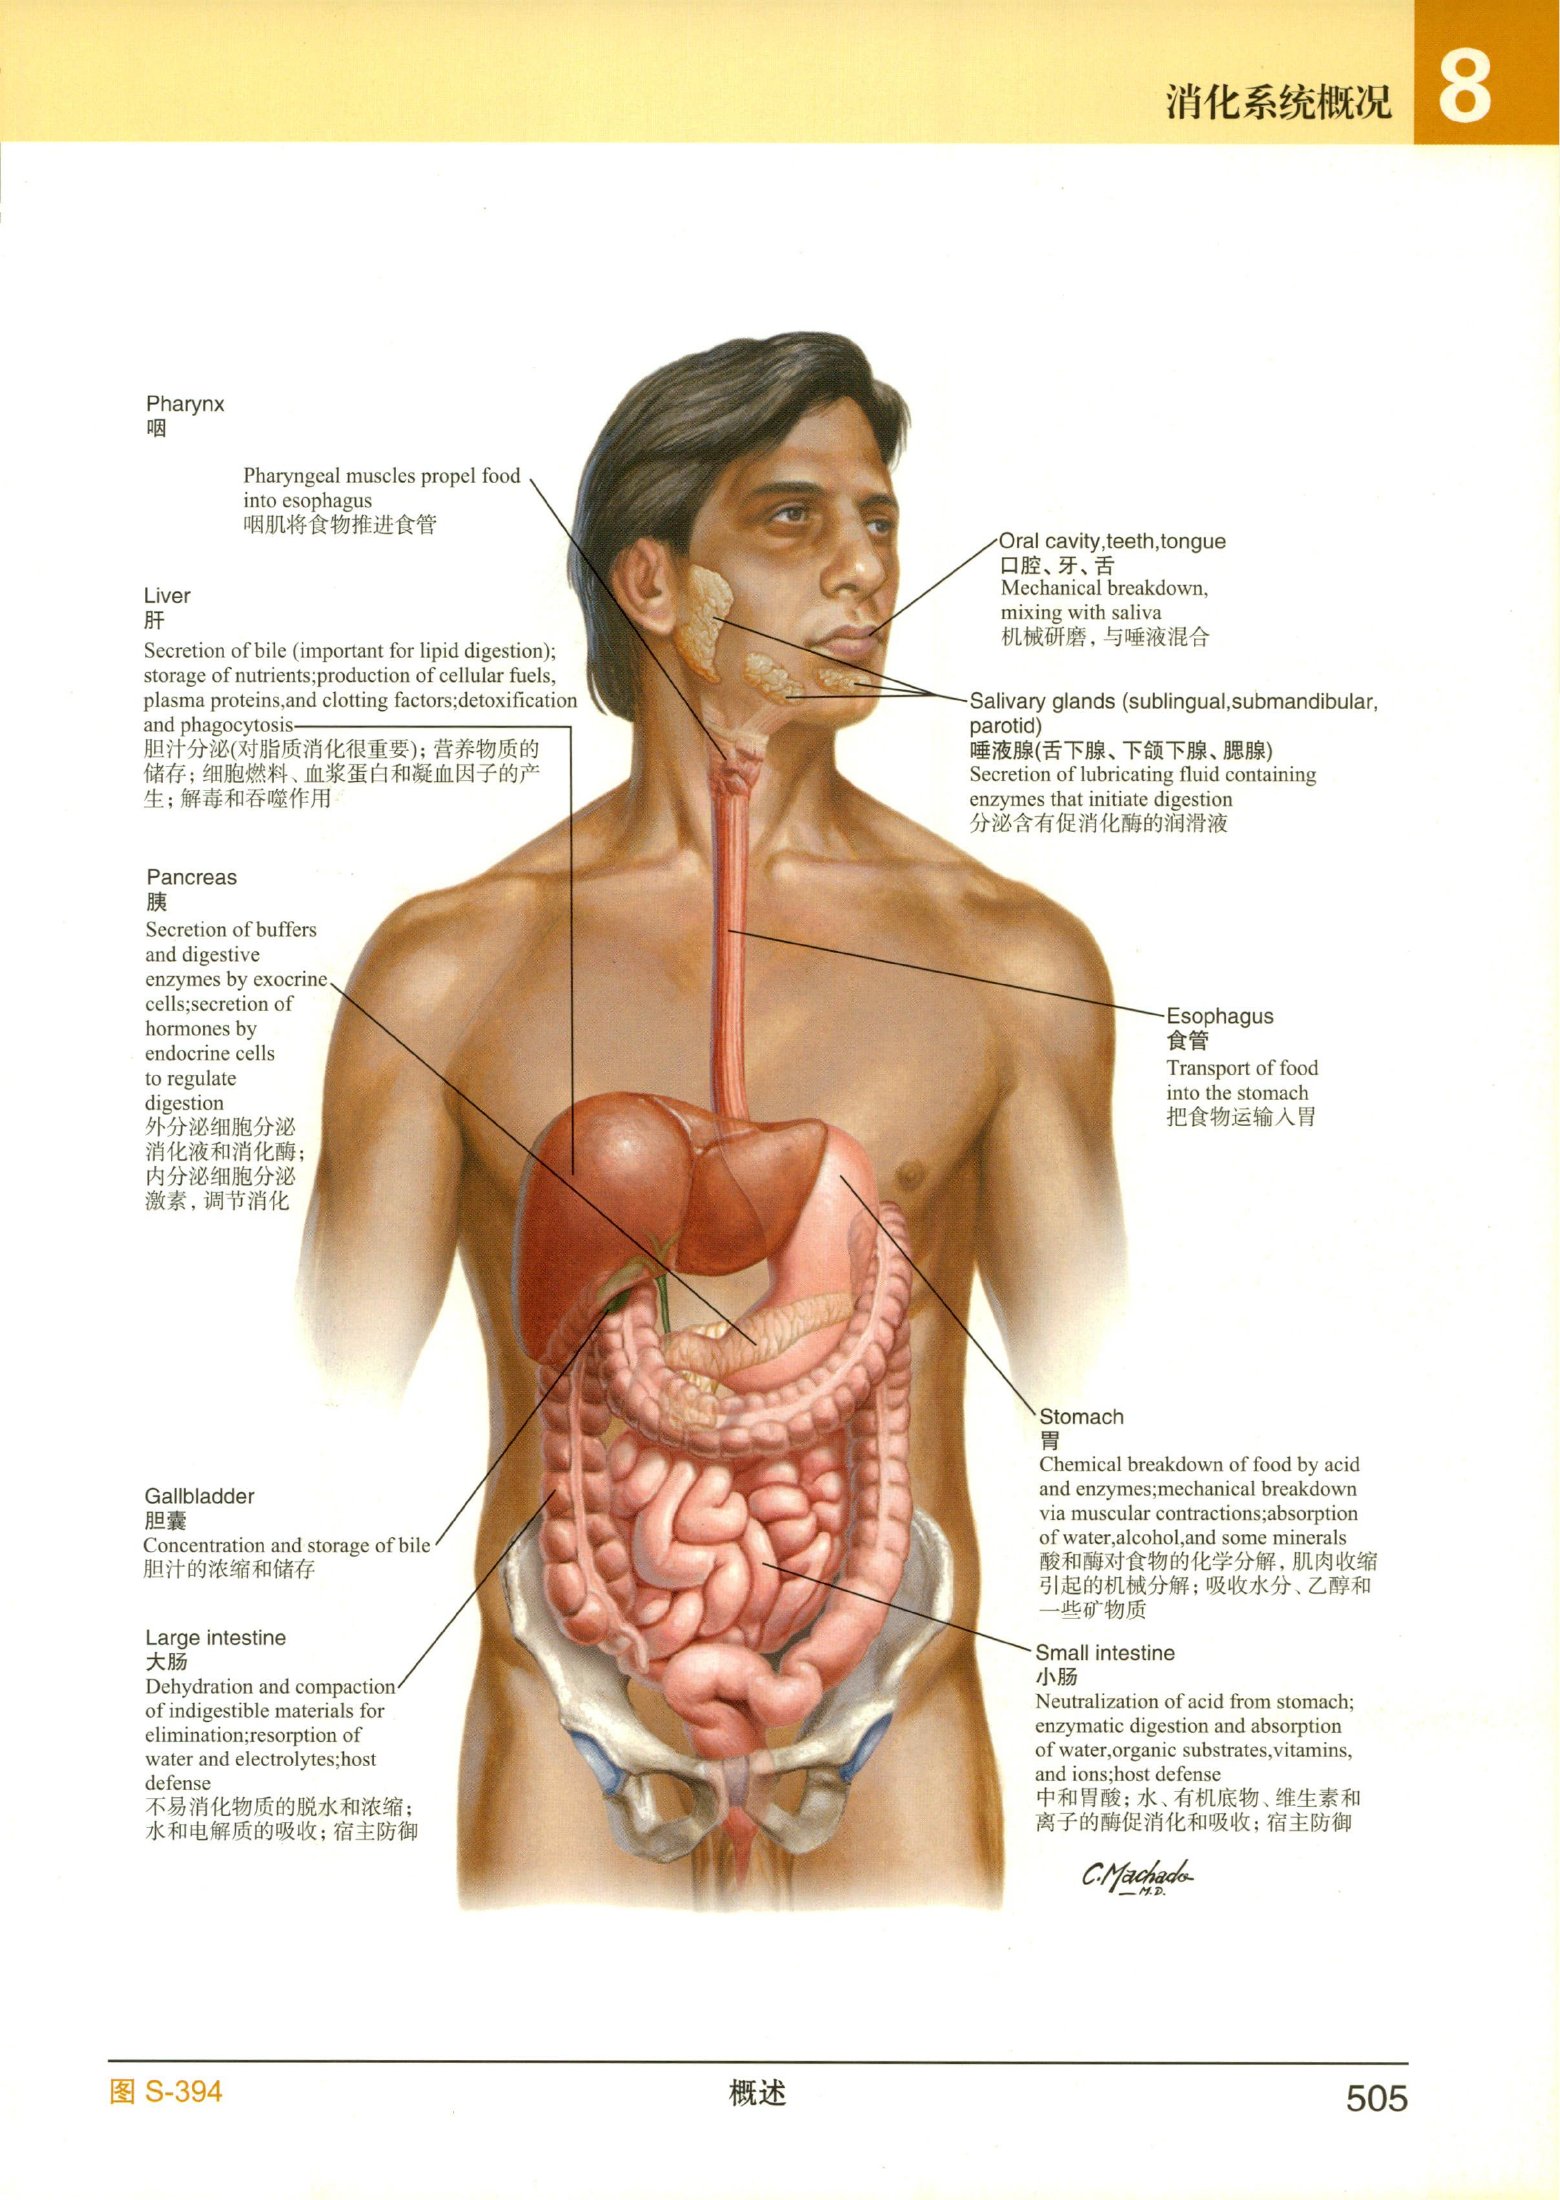 消化系统概况
8
Pharynx
咽
Pharyngeal muscles propel food
into esophagus
咽肌将食物推进食管
Liver
肝
Secretion of bile (important for lipid digestion);
storage of nutrients;production of cellular fuels,
plasma proteins,and clotting factors;detoxification
and phagocytosis
胆汁分泌(对脂质消化很重要)；营养物质的
储存；细胞燃料、血浆蛋白和凝血因子的产
生；解毒和吞噬作用
Pancreas
胰
Secretion of buffers
and digestive
enzymes by exocrine
cells;secretion of
hormones by
endocrine cells
to regulate
digestion
外分泌细胞分泌
消化液和消化酶；
内分泌细胞分泌
激素，调节消化
Gallbladder
胆囊
Concentration and storage of bile
胆汁的浓缩和储存
Large intestine
大肠
Dehydration and compaction
of indigestible materials for
elimination;resorption of
water and electrolytes;host
defense
不易消化物质的脱水和浓缩；
水和电解质的吸收；宿主防御
Oral cavity,teeth,tongue
口腔、牙、舌
Mechanical breakdown,
mixing with saliva
机械研磨，与唾液混合
Salivary glands (sublingual,submandibular,
parotid)
唾液腺(舌下腺、下颌下腺、腮腺)
Secretion of lubricating fluid containing
enzymes that initiate digestion
分泌含有促消化酶的润滑液
Esophagus
食管
Transport of food
into the stomach
把食物运输入胃
Stomach
胃
Chemical breakdown of food by acid
and enzymes;mechanical breakdown
via muscular contractions;absorption
of water,alcohol,and some minerals
酸和酶对食物的化学分解，肌肉收缩
引起的机械分解；吸收水分、乙醇和
一些矿物质
Small intestine
小肠
Neutralization of acid from stomach;
enzymatic digestion and absorption
of water,organic substrates,vitamins,
and ions;host defense
中和胃酸；水、有机底物、维生素和
离子的酶促消化和吸收；宿主防御
C.Machado
M.D.
图 S-394
概述
505